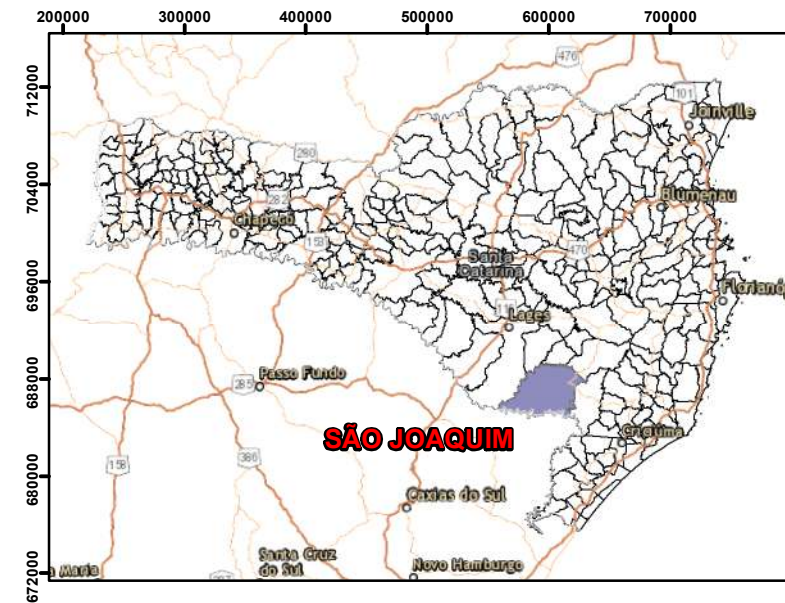 200000 300000 400000 500000 600000 700000
712000
476
101
Joinville
280
704000
282
Chapecó
Blumenau
153
470
Santa
Catarina
696000
Florianó
116
Lages
688000
285
Passo Fundo
SÃO JOAQUIM
Criciúma
158
386
680000
Caxias do Sul
Santa Cruz
do Sul
Novo Hamburgo
a Maria
672000